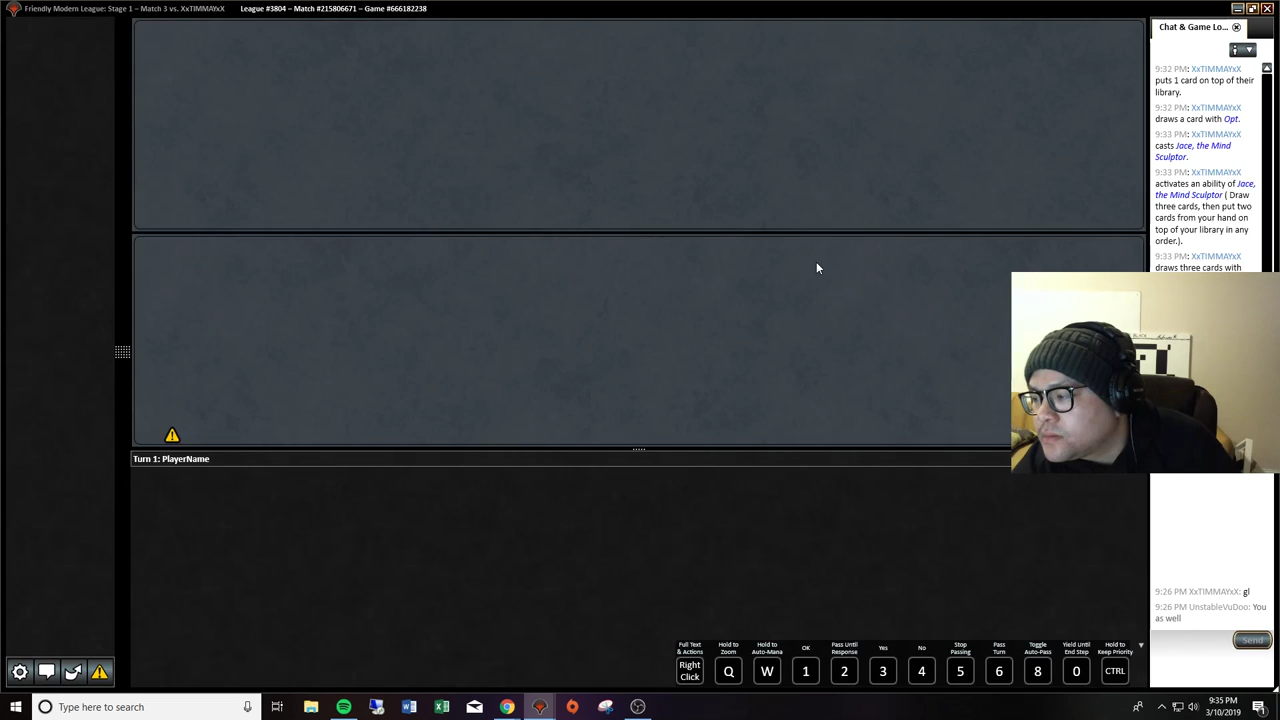 Friendly Modern League: Stage 1 – Match 3 vs. XxTIMMAYxX League #3804 – Match #215806671 – Game #666182238
Chat & Game Lo...
9:32 PM: XxTIMMAYxX
puts 1 card on top of their
library.
9:32 PM: XxTIMMAYxX
draws a card with Opt.
9:33 PM: XxTIMMAYxX
casts Jace, the Mind
Sculptor.
9:33 PM: XxTIMMAYxX
activates an ability of Jace,
the Mind Sculptor ( Draw
three cards, then put two
cards from your hand on
top of your library in any
order.).
9:33 PM: XxTIMMAYxX
draws three cards with
BLACK
Turn 1: PlayerName
9:26 PM XxTIMMAYxX: gl
9:26 PM UnstableVuDoo: You
as well
Send
Full Text & Actions
Right Click
Hold to Zoom
Q
Hold to Auto-Mana
W
OK
1
Pass Until Response
2
Yes
3
No
4
Stop Passing
5
Pass Turn
6
Toggle Auto-Pass
8
Yield Until End Step
0
Hold to Keep Priority
CTRL
Type here to search
9:35 PM
3/10/2019
1